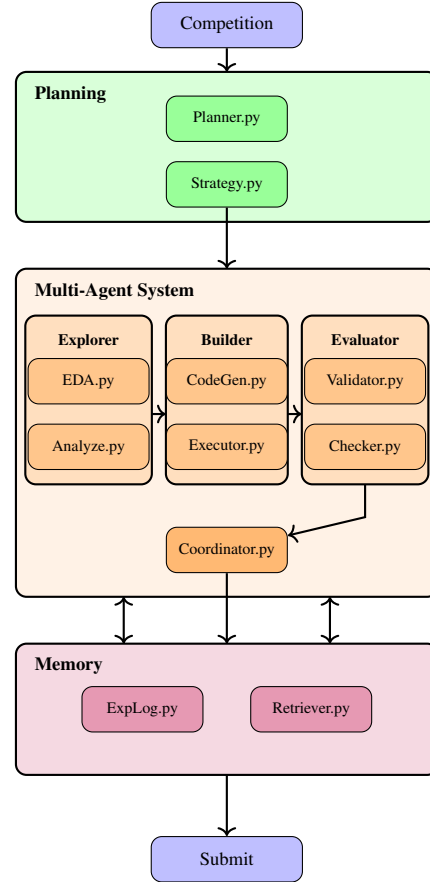 Competition
Planning
Planner.py
Strategy.py
Multi-Agent System
Explorer
Builder
Evaluator
EDA.py
CodeGen.py
Validator.py
Analyze.py
Executor.py
Checker.py
Coordinator.py
Memory
ExpLog.py
Retriever.py
Submit